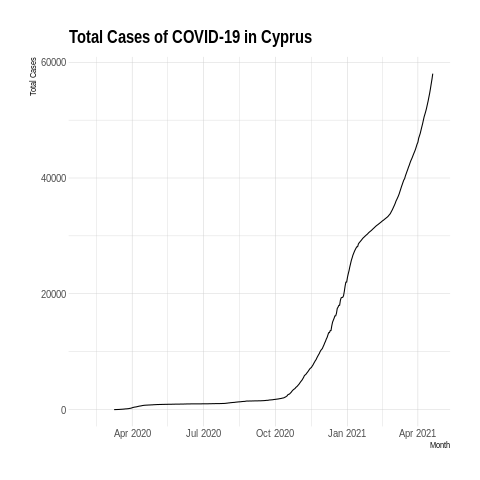 Total Cases of COVID-19 in Cyprus
Total Cases
60000
40000
20000
0
Apr 2020 Jul 2020 Oct 2020 Jan 2021 Apr 2021
Month